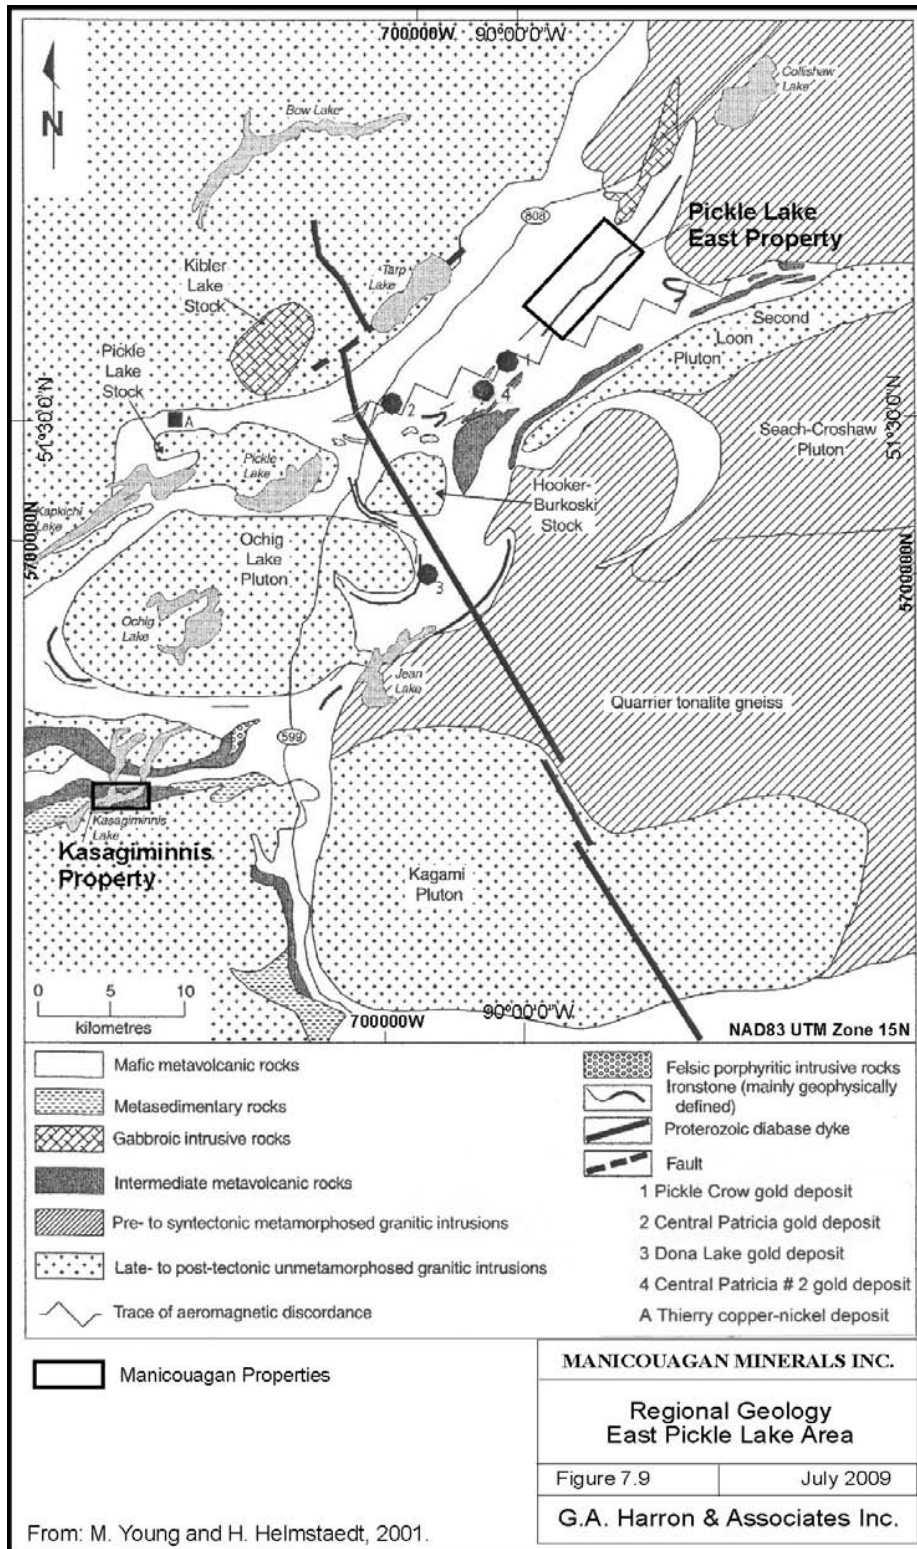 700000W 90°00'0"W
Collishaw
Lake
Bow Lake
N
808
Pickle Lake
East Property
Kibler
Lake
Stock
Tarp
Lake
Second
Loon
Pluton
Pickle
Lake
Stock
1
4
2
A
51°30'0"N
51°30'0"N
Seach-Croshaw
Pluton
Pickle
Lake
Hooker-
Burkoski
Stock
Kapkichi
Lake
5700000N
5700000N
Ochig
Lake
Pluton
3
Ochig
Lake
Jean
Lake
Quarrier tonalite gneiss
599
Kasagiminnis
Lake
Kasagiminnis
Property
Kagami
Pluton
0 5 10
kilometres
700000W 90°00'0"W
NAD83 UTM Zone 15N
Mafic metavolcanic rocks
Metasedimentary rocks
Gabbroic intrusive rocks
Intermediate metavolcanic rocks
Pre- to syntectonic metamorphosed granitic intrusions
Late- to post-tectonic unmetamorphosed granitic intrusions
Trace of aeromagnetic discordance
Felsic porphyritic intrusive rocks
Ironstone (mainly geophysically
defined)
Proterozoic diabase dyke
Fault
1 Pickle Crow gold deposit
2 Central Patricia gold deposit
3 Dona Lake gold deposit
4 Central Patricia # 2 gold deposit
A Thierry copper-nickel deposit
Manicouagan Properties
MANICOUAGAN MINERALS INC.
Regional Geology
East Pickle Lake Area
Figure 7.9 July 2009
G.A. Harron & Associates Inc.
From: M. Young and H. Helmstaedt, 2001.